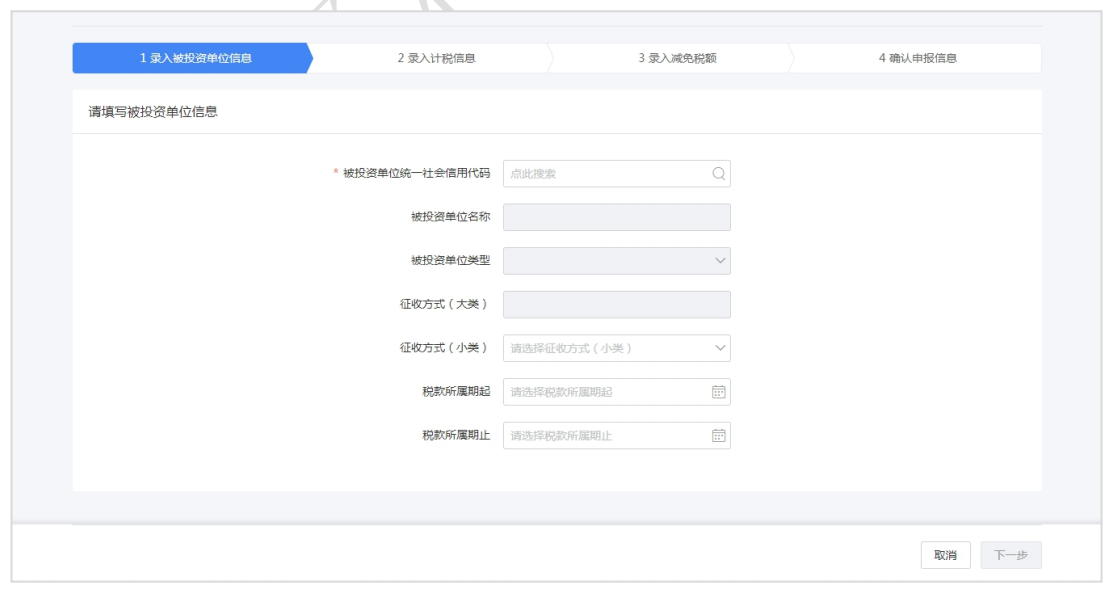 1 录入被投资单位信息
2 录入计税信息
3 录入减免税额
4 确认申报信息
请填写被投资单位信息
* 被投资单位统一社会信用代码 点此搜索
被投资单位名称
被投资单位类型
征收方式（大类）
征收方式（小类） 请选择征收方式（小类）
税款所属期起 请选择税款所属期起
税款所属期止 请选择税款所属期止
取消 下一步